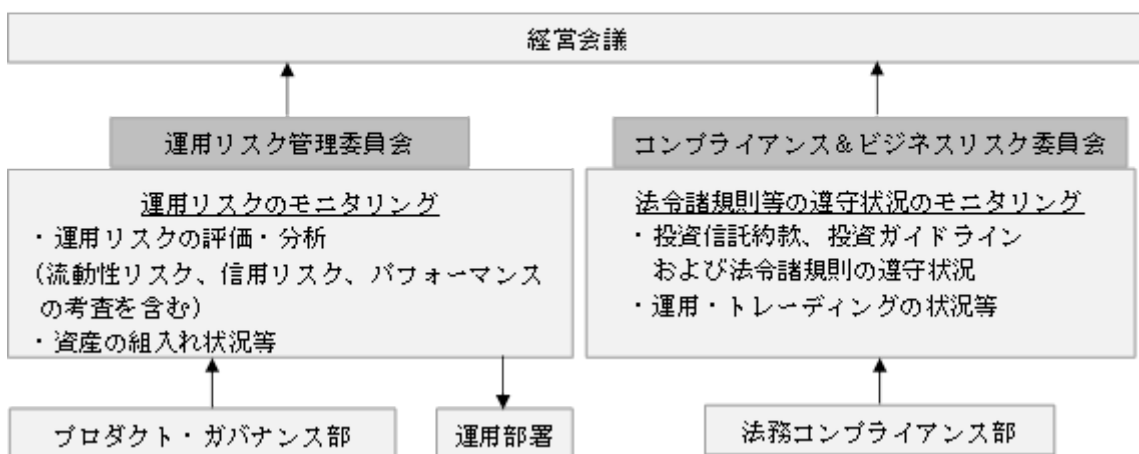 経営会議
運用リスク管理委員会
運用リスクのモニタリング
・運用リスクの評価・分析
(流動性リスク、信用リスク、パフォーマンス
の考査を含む)
・資産の組入れ状況等
プロダクト・ガバナンス部
運用部署
コンプライアンス&ビジネスリスク委員会
法令諸規則等の遵守状況のモニタリング
・投資信託約款、投資ガイドライン
および法令諸規則の遵守状況
・運用・トレーディングの状況等
法務コンプライアンス部